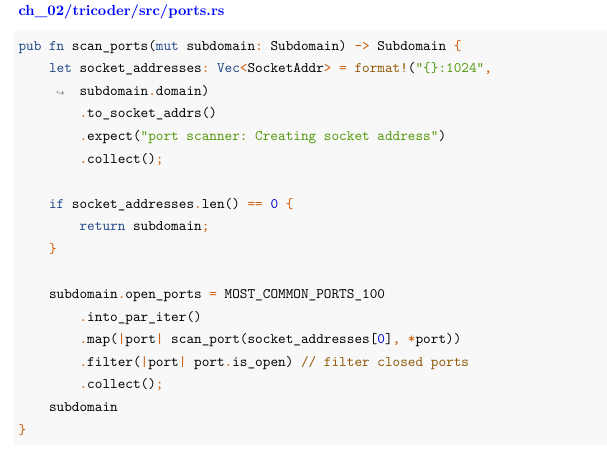 ch_02/tricoder/src/ports.rs
pub fn scan_ports(mut subdomain: Subdomain) -> Subdomain {
    let socket_addresses: Vec<SocketAddr> = format!("{}:1024",
    ↪  subdomain.domain)
        .to_socket_addrs()
        .expect("port scanner: Creating socket address")
        .collect();

    if socket_addresses.len() == 0 {
        return subdomain;
    }

    subdomain.open_ports = MOST_COMMON_PORTS_100
        .into_par_iter()
        .map(|port| scan_port(socket_addresses[0], *port))
        .filter(|port| port.is_open) // filter closed ports
        .collect();
    subdomain
}